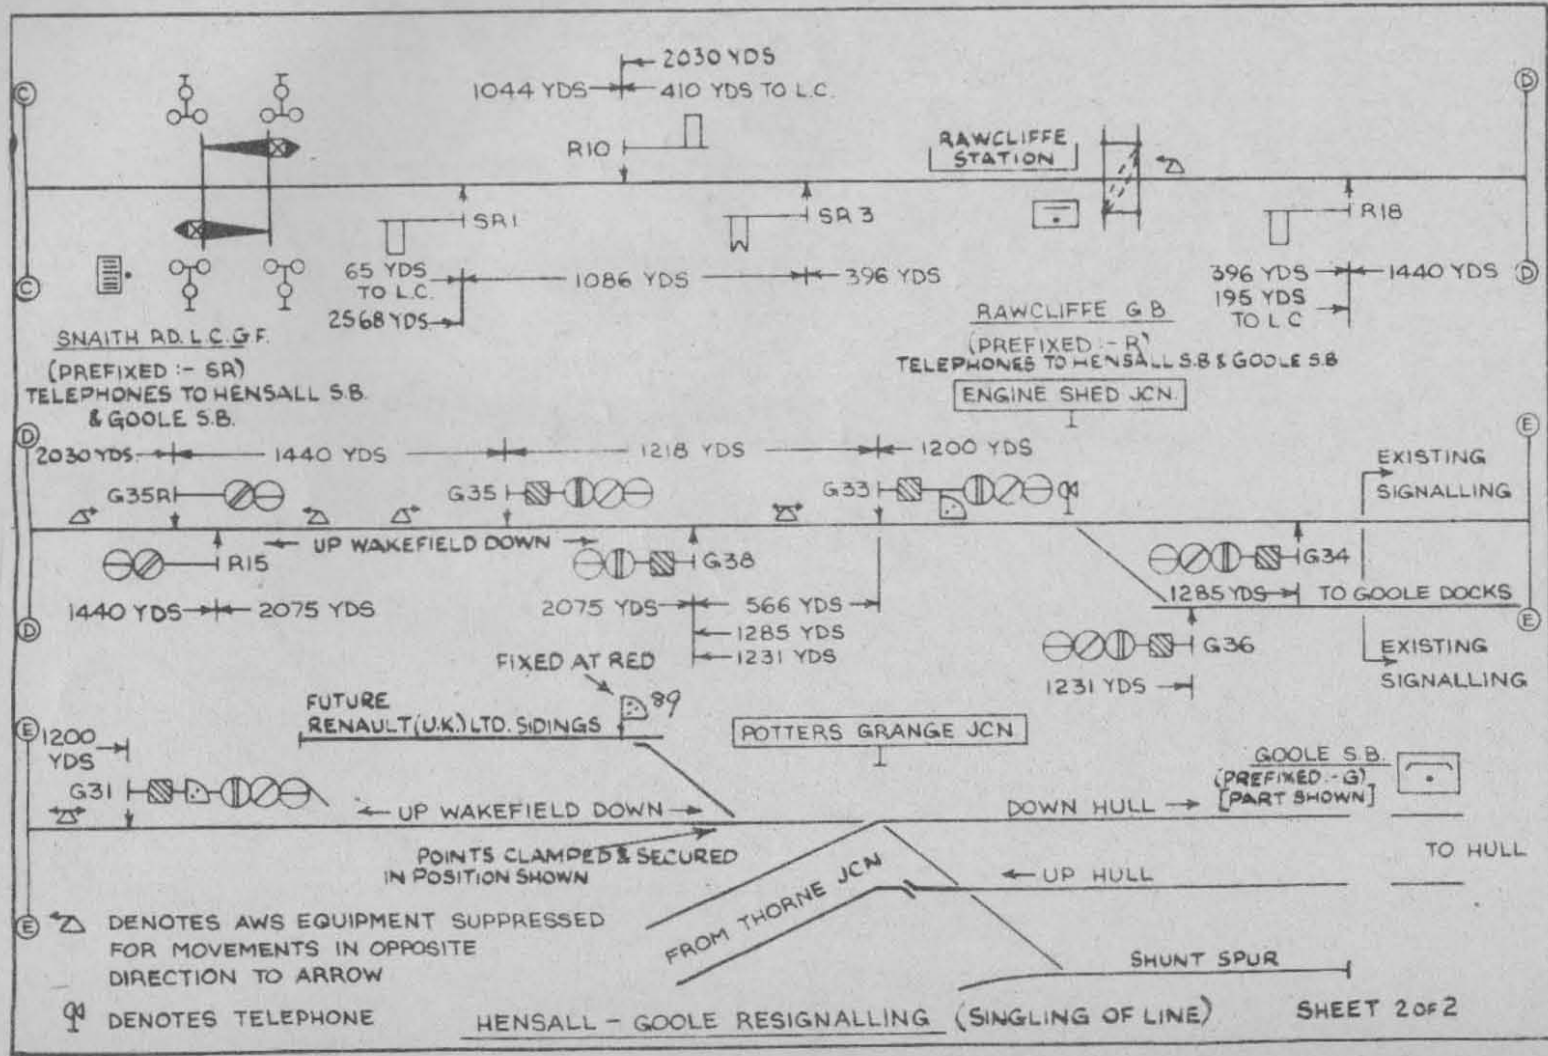 2030 YDS
1044 YDS 410 YDS TO L.C.
C D
R10
RAWCLIFFE
STATION
SR1 SR3 R18
65 YDS
TO L.C.
2568 YDS
1086 YDS 396 YDS
396 YDS 1440 YDS
195 YDS
TO L C
C D
SNAITH RD. L.C. G.F.
(PREFIXED :- SR)
TELEPHONES TO HENSALL S.B.
& GOOLE S.B.
RAWCLIFFE G B
(PREFIXED :- R)
TELEPHONES TO HENSALL S.B & GOOLE S.B
ENGINE SHED JCN.
D E
2030 YDS 1440 YDS 1218 YDS 1200 YDS
EXISTING
SIGNALLING
G35R G35 G33
UP WAKEFIELD DOWN
R15 G38 G34
1440 YDS 2075 YDS 2075 YDS 566 YDS
1285 YDS
1231 YDS
1285 YDS TO GOOLE DOCKS
D E
G36
1231 YDS
EXISTING
SIGNALLING
FIXED AT RED
89
FUTURE
RENAULT (U.K.) LTD. SIDINGS
POTTERS GRANGE JCN
E
1200
YDS
GOOLE S.B.
(PREFIXED :- G)
[PART SHOWN]
G31
UP WAKEFIELD DOWN
DOWN HULL
POINTS CLAMPED & SECURED
IN POSITION SHOWN
TO HULL
UP HULL
FROM THORNE JCN
E
DENOTES AWS EQUIPMENT SUPPRESSED
FOR MOVEMENTS IN OPPOSITE
DIRECTION TO ARROW
SHUNT SPUR
DENOTES TELEPHONE
HENSALL - GOOLE RESIGNALLING (SINGLING OF LINE) SHEET 2 OF 2